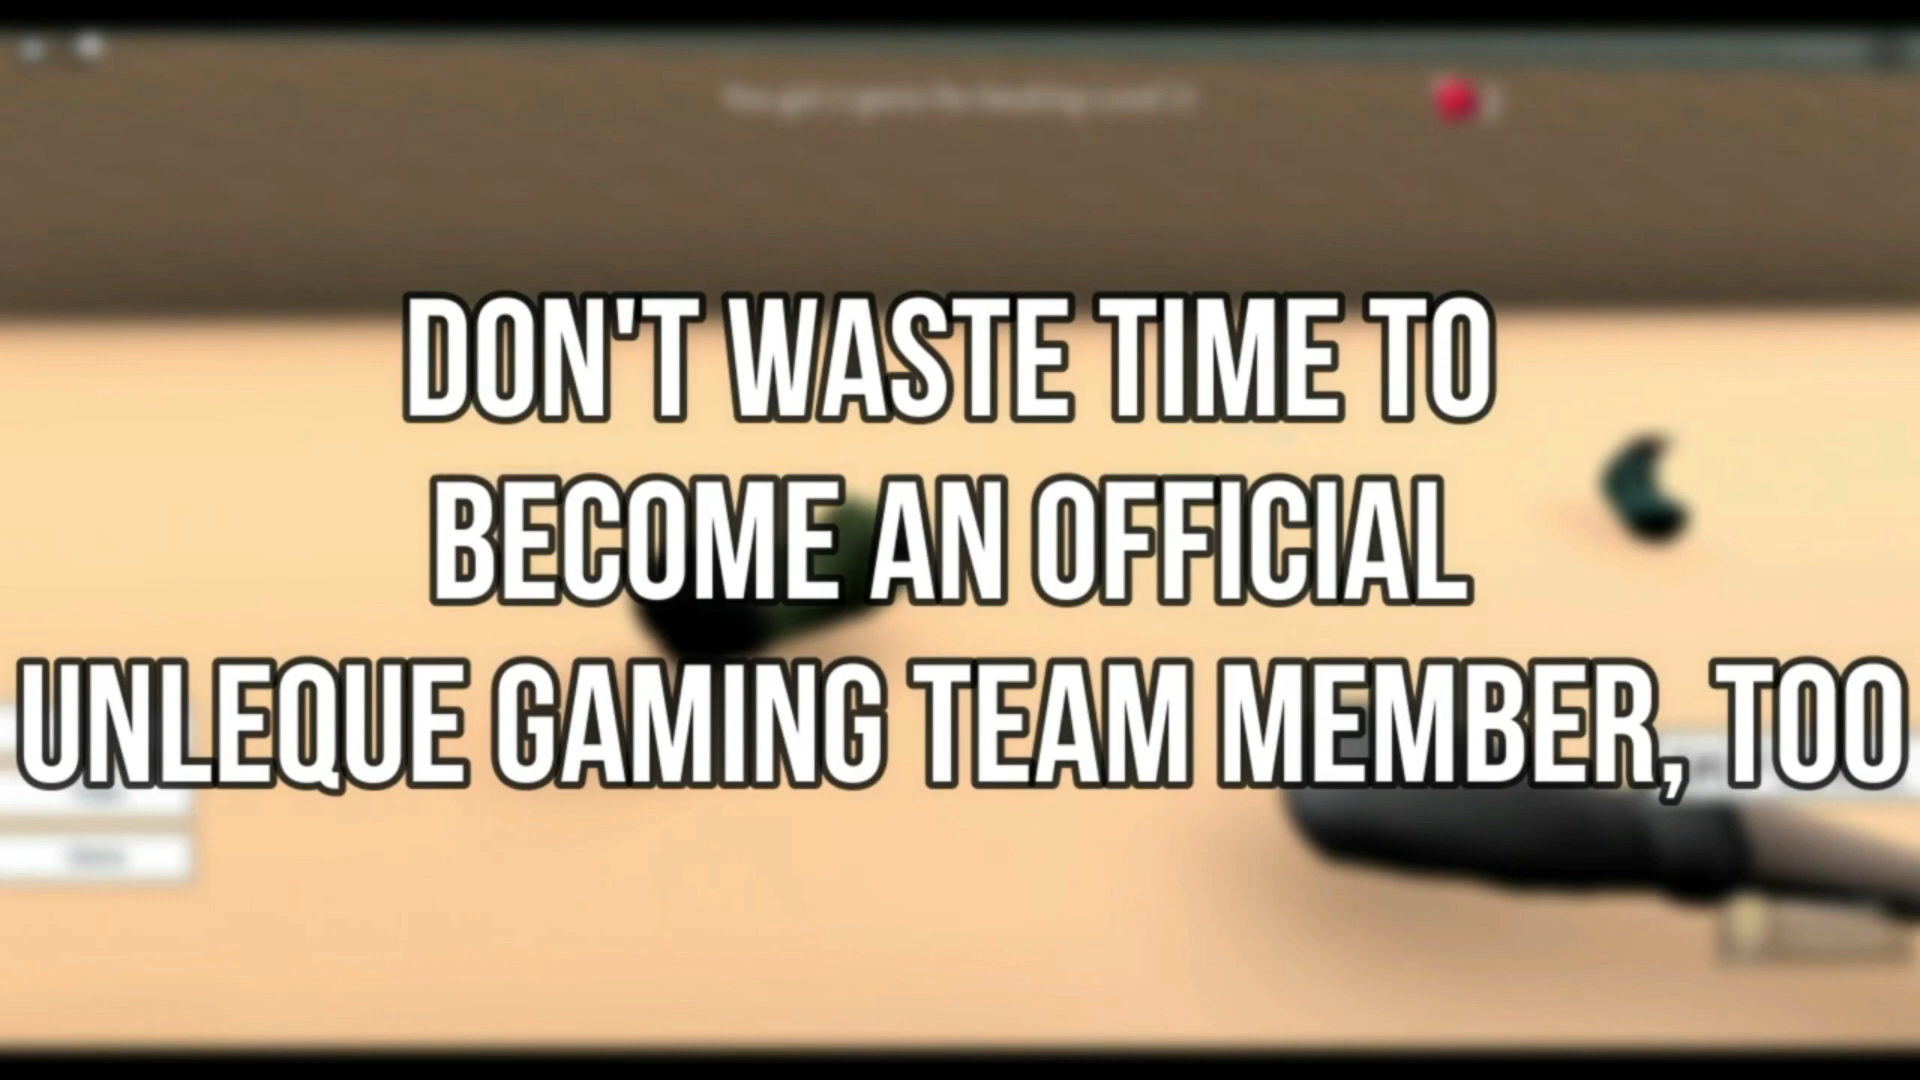 DON'T WASTE TIME TO
BECOME AN OFFICIAL
UNLEQUE GAMING TEAM MEMBER, TOO